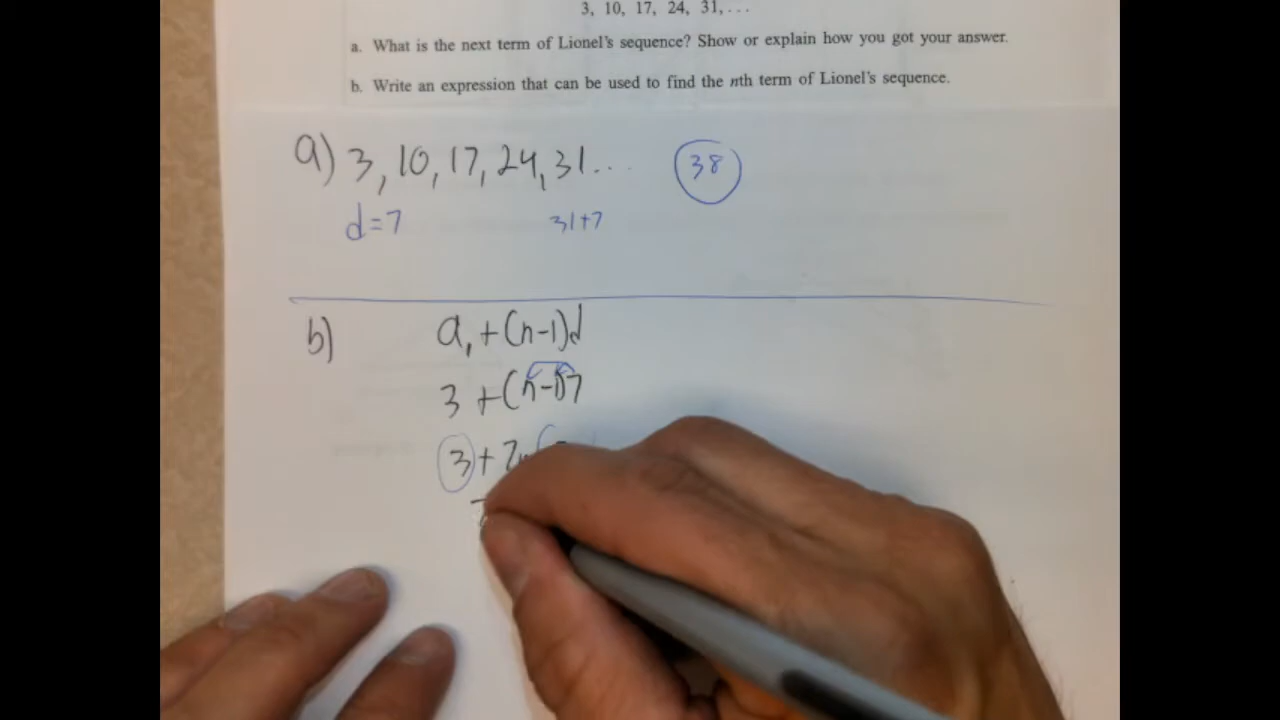 3, 10, 17, 24, 31, . . .
a. What is the next term of Lionel's sequence? Show or explain how you got your answer.
b. Write an expression that can be used to find the nth term of Lionel's sequence.
a) 3, 10, 17, 24, 31... 38
d=7 31+7
b) a₁ + (n-1)d
3 + (n-1)7
3 + 7n
7